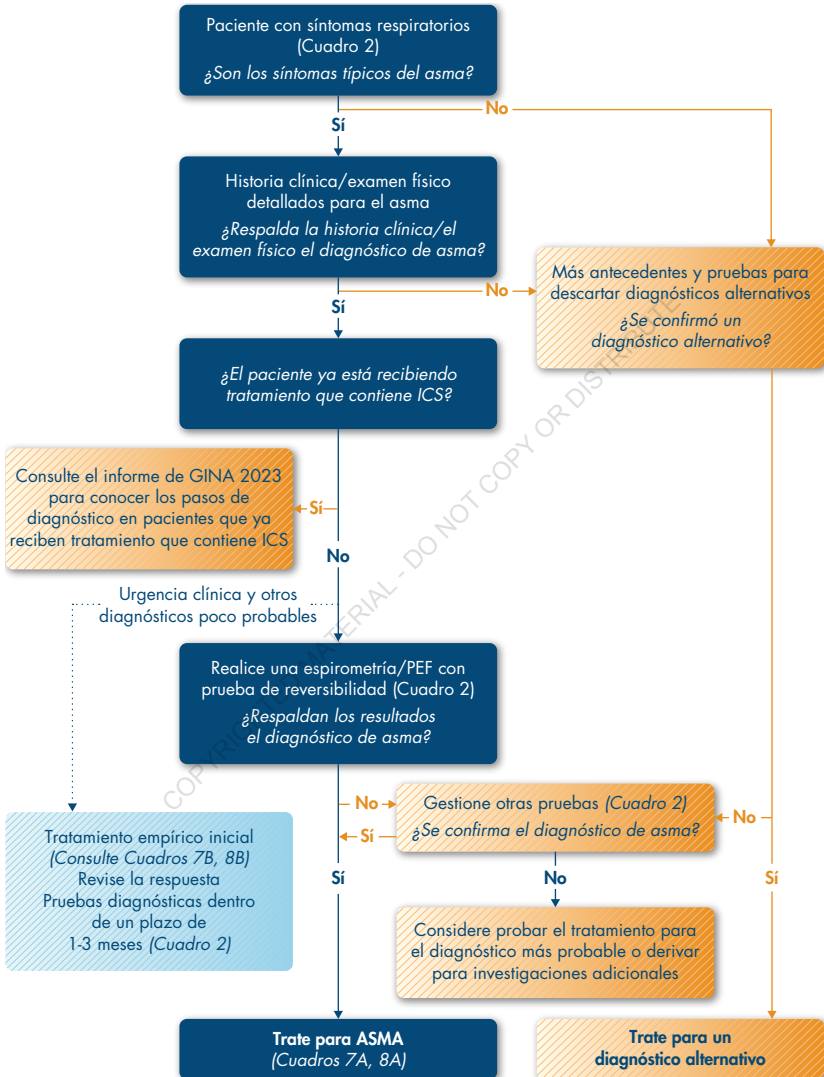 Paciente con síntomas respiratorios
(Cuadro 2)
¿Son los síntomas típicos del asma?
No
Sí
Historia clínica/examen físico
detallados para el asma
¿Respalda la historia clínica/el
examen físico el diagnóstico de asma?
No
Sí
Más antecedentes y pruebas para
descartar diagnósticos alternativos
¿Se confirmó un
diagnóstico alternativo?
¿El paciente ya está recibiendo
tratamiento que contiene ICS?
Consulte el informe de GINA 2023
para conocer los pasos de
diagnóstico en pacientes que ya
reciben tratamiento que contiene ICS
Sí
No
Urgencia clínica y otros
diagnósticos poco probables
Realice una espirometría/PEF con
prueba de reversibilidad (Cuadro 2)
¿Respaldan los resultados
el diagnóstico de asma?
No
Sí
Gestione otras pruebas (Cuadro 2)
¿Se confirma el diagnóstico de asma?
No
Tratamiento empírico inicial
(Consulte Cuadros 7B, 8B)
Revise la respuesta
Pruebas diagnósticas dentro
de un plazo de
1-3 meses (Cuadro 2)
Sí
No
Sí
Considere probar el tratamiento para
el diagnóstico más probable o derivar
para investigaciones adicionales
Trate para ASMA
(Cuadros 7A, 8A)
Trate para un
diagnóstico alternativo
COPYRIGHTED MATERIAL - DO NOT COPY OR DISTRIBUTE